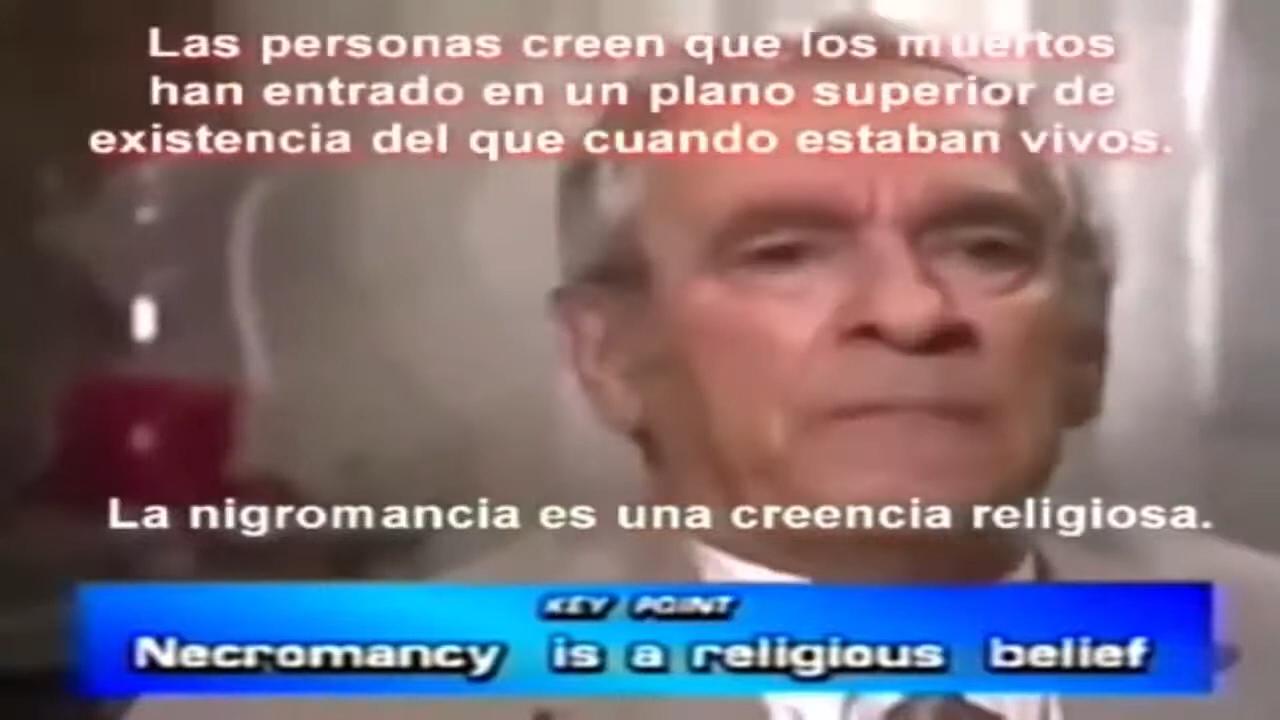 Las personas creen que los muertos
han entrado en un plano superior de
existencia del que cuando estaban vivos.
La nigromancia es una creencia religiosa.
KEY POINT
Necromancy is a religious belief